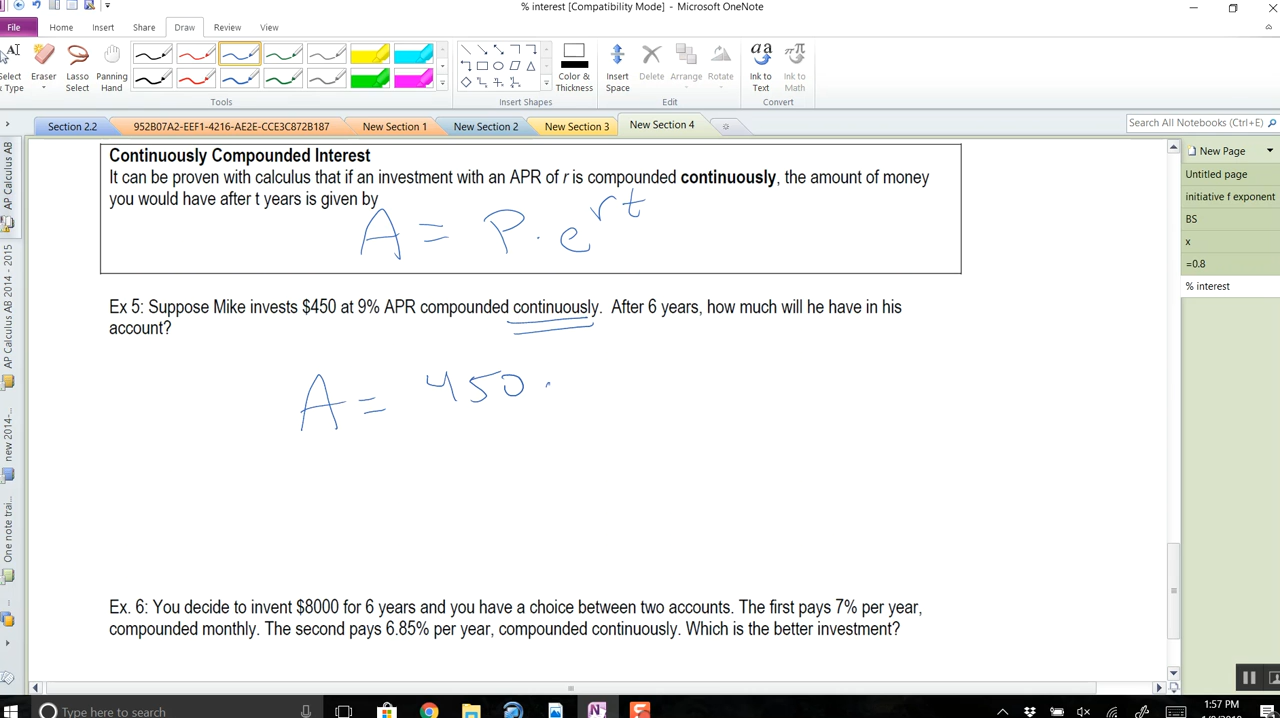 % interest [Compatibility Mode] - Microsoft OneNote
File Home Insert Share Draw Review View
Select & Type Eraser Lasso Select Panning Hand Color & Thickness Insert Space Delete Arrange Rotate Ink to Text Ink to Math
Tools Insert Shapes Edit Convert
Section 2.2 952B07A2-EEF1-4216-AE2E-CCE3C872B187 New Section 1 New Section 2 New Section 3 New Section 4 Search All Notebooks (Ctrl+E)
New Page
Untitled page
initiative f exponent
BS
x
=0.8
% interest
AP Calculus AB
AP Calculus AB 2014 - 2015
new 2014-...
One note trai...
Continuously Compounded Interest
It can be proven with calculus that if an investment with an APR of r is compounded continuously, the amount of money
you would have after t years is given by
A = P · e^rt
Ex 5: Suppose Mike invests $450 at 9% APR compounded continuously. After 6 years, how much will he have in his
account?
A = 450 ·
Ex. 6: You decide to invent $8000 for 6 years and you have a choice between two accounts. The first pays 7% per year,
compounded monthly. The second pays 6.85% per year, compounded continuously. Which is the better investment?
Type here to search
1:57 PM